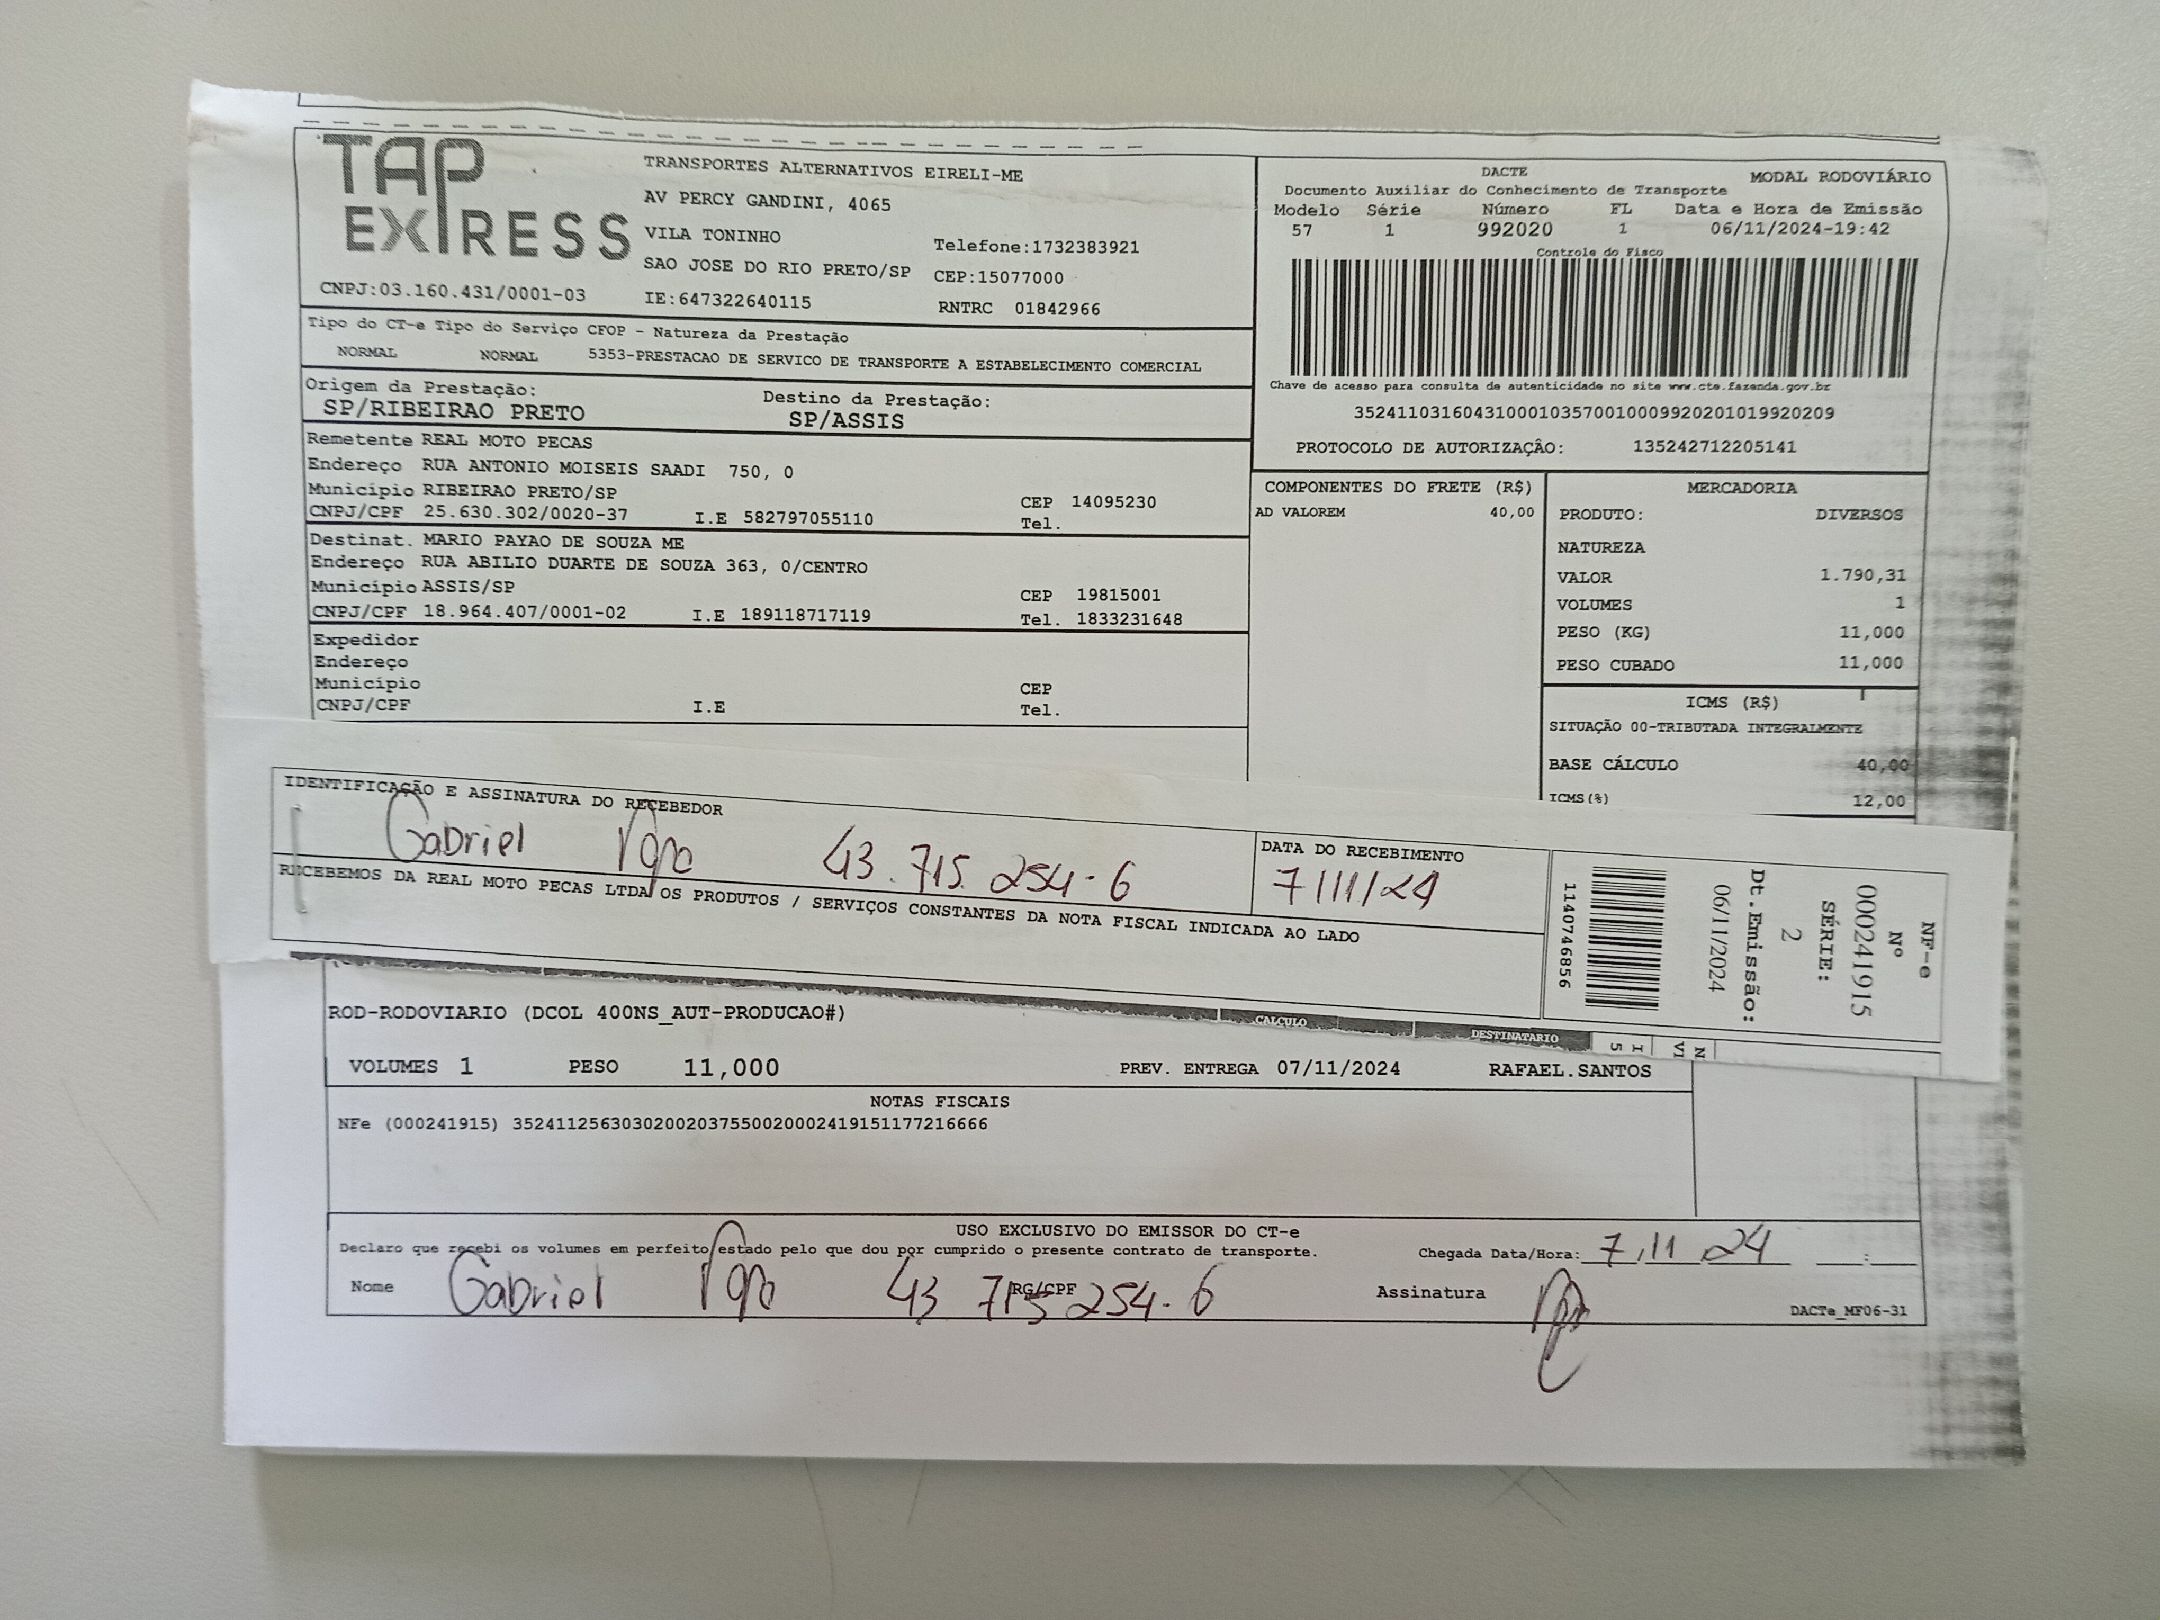 TAP EXPRESS
TRANSPORTES ALTERNATIVOS EIRELI-ME
AV PERCY GANDINI, 4065
VILA TONINHO Telefone:1732383921
SAO JOSE DO RIO PRETO/SP CEP:15077000
CNPJ:03.160.431/0001-03 IE:647322640115 RNTRC 01842966
DACTE MODAL RODOVIÁRIO
Documento Auxiliar do Conhecimento de Transporte
Modelo Série Número FL Data e Hora de Emissão
57 1 992020 1 06/11/2024-19:42
Controle do Fisco
Chave de acesso para consulta de autenticidade no site www.cte.fazenda.gov.br
35241103160431000103570010009920201019920209
PROTOCOLO DE AUTORIZAÇÃO: 135242712205141
Tipo do CT-e Tipo do Serviço CFOP - Natureza da Prestação
NORMAL NORMAL 5353-PRESTACAO DE SERVICO DE TRANSPORTE A ESTABELECIMENTO COMERCIAL
Origem da Prestação: Destino da Prestação:
SP/RIBEIRAO PRETO SP/ASSIS
Remetente REAL MOTO PECAS
Endereço RUA ANTONIO MOISEIS SAADI 750, 0
Município RIBEIRAO PRETO/SP CEP 14095230
CNPJ/CPF 25.630.302/0020-37 I.E 582797055110 Tel.
Destinat. MARIO PAYAO DE SOUZA ME
Endereço RUA ABILIO DUARTE DE SOUZA 363, 0/CENTRO
Município ASSIS/SP CEP 19815001
CNPJ/CPF 18.964.407/0001-02 I.E 189118717119 Tel. 1833231648
Expedidor
Endereço
Município CEP
CNPJ/CPF I.E Tel.
COMPONENTES DO FRETE (R$)
AD VALOREM 40,00
MERCADORIA
PRODUTO: DIVERSOS
NATUREZA
VALOR 1.790,31
VOLUMES 1
PESO (KG) 11,000
PESO CUBADO 11,000
ICMS (R$)
SITUAÇÃO 00-TRIBUTADA INTEGRALMENTE
BASE CÁLCULO 40,00
ICMS(%) 12,00
IDENTIFICAÇÃO E ASSINATURA DO RECEBEDOR
Gabriel 43.715.254-6
DATA DO RECEBIMENTO
7/11/24
RECEBEMOS DA REAL MOTO PECAS LTDA OS PRODUTOS / SERVIÇOS CONSTANTES DA NOTA FISCAL INDICADA AO LADO
NF-e
Nº
000241915
SÉRIE:
2
Dt.Emissão:
06/11/2024
1140746856
CALCULO
DESTINATARIO
ROD-RODOVIARIO (DCOL 400NS_AUT-PRODUCAO#)
VOLUMES 1 PESO 11,000 PREV. ENTREGA 07/11/2024 RAFAEL.SANTOS
NOTAS FISCAIS
NFe (000241915) 35241125630302002037550020002419151177216666
USO EXCLUSIVO DO EMISSOR DO CT-e
Declaro que recebi os volumes em perfeito estado pelo que dou por cumprido o presente contrato de transporte. Chegada Data/Hora: 7,11 24 :
Nome Gabriel RG/CPF 43 715 254-6 Assinatura
DACTe_MF06-31